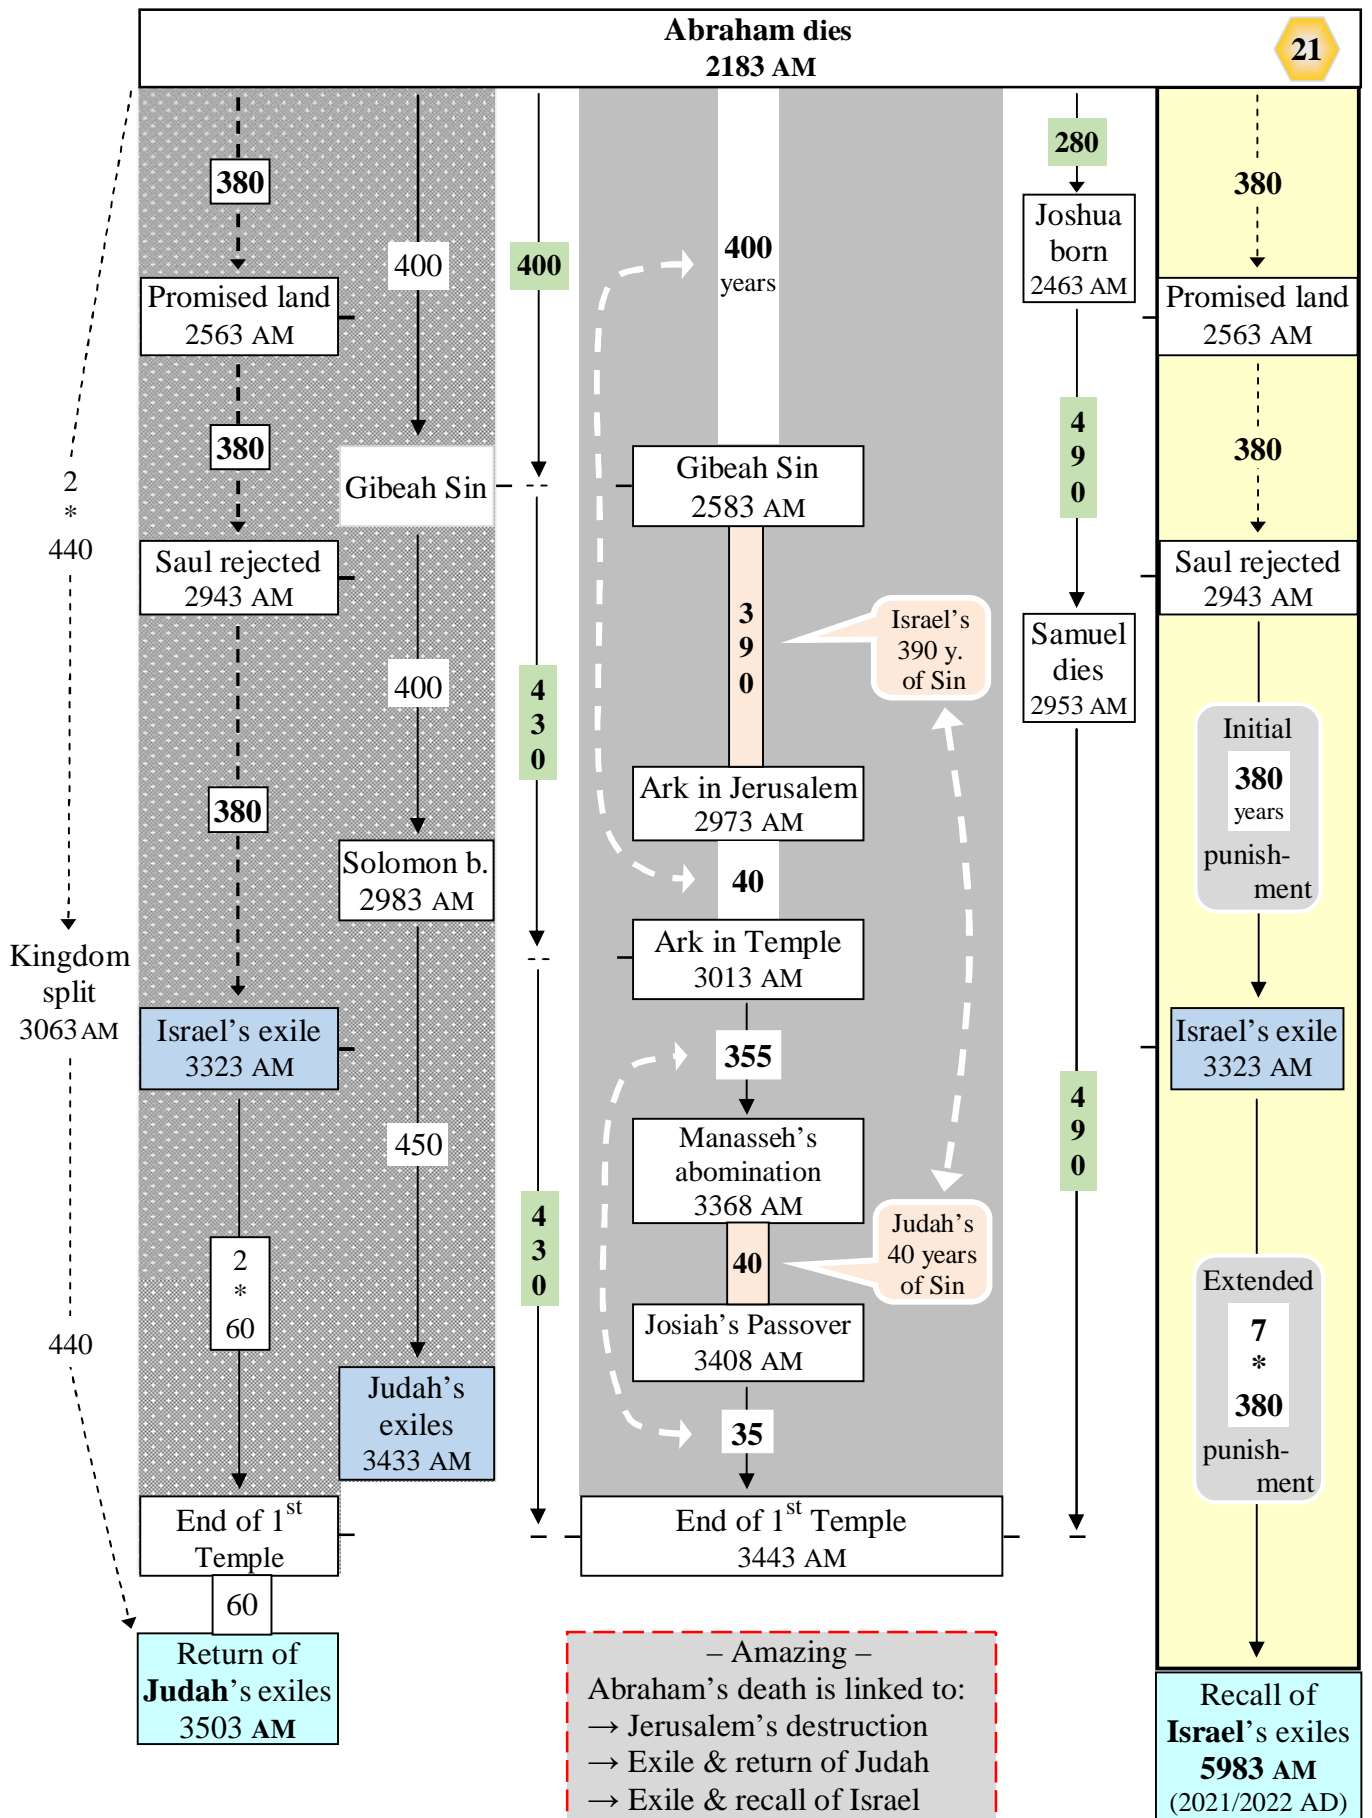 Abraham dies
2183 AM
21
380
Promised land
2563 AM
380
Saul rejected
2943 AM
380
Israel’s exile
3323 AM
2
*
60
End of 1st
Temple
60
Return of
Judah’s exiles
3503 AM
2
*
440
Kingdom
split
3063 AM
440
400
Gibeah Sin
400
Solomon b.
2983 AM
450
Judah’s
exiles
3433 AM
400
4
3
0
4
3
0
400
years
Gibeah Sin
2583 AM
3
9
0
Israel’s
390 y.
of Sin
Ark in Jerusalem
2973 AM
40
Ark in Temple
3013 AM
355
Manasseh’s
abomination
3368 AM
40
Judah’s
40 years
of Sin
Josiah’s Passover
3408 AM
35
End of 1st Temple
3443 AM
280
Joshua
born
2463 AM
4
9
0
Samuel
dies
2953 AM
4
9
0
380
Promised land
2563 AM
380
Saul rejected
2943 AM
Initial
380
years
punish-
ment
Israel’s exile
3323 AM
Extended
7
*
380
punish-
ment
Recall of
Israel’s exiles
5983 AM
(2021/2022 AD)
– Amazing –
Abraham’s death is linked to:
→ Jerusalem’s destruction
→ Exile & return of Judah
→ Exile & recall of Israel